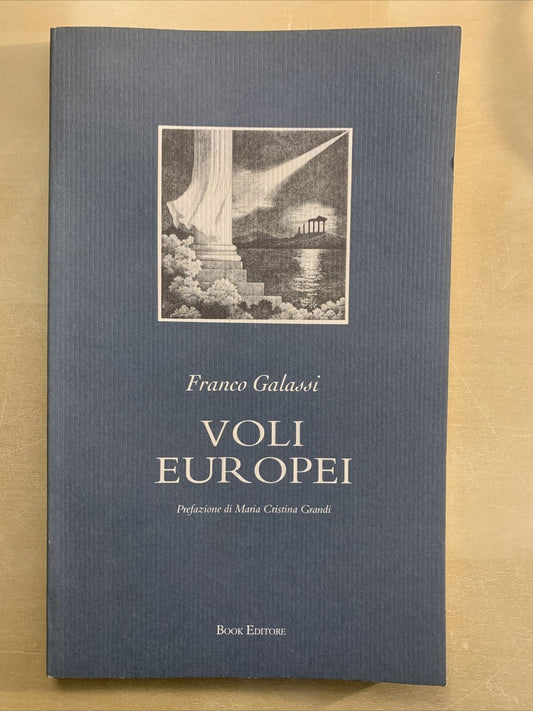 Franco Galassi
VOLI
EUROPEI
Prefazione di Maria Cristina Grandi
BOOK EDITORE